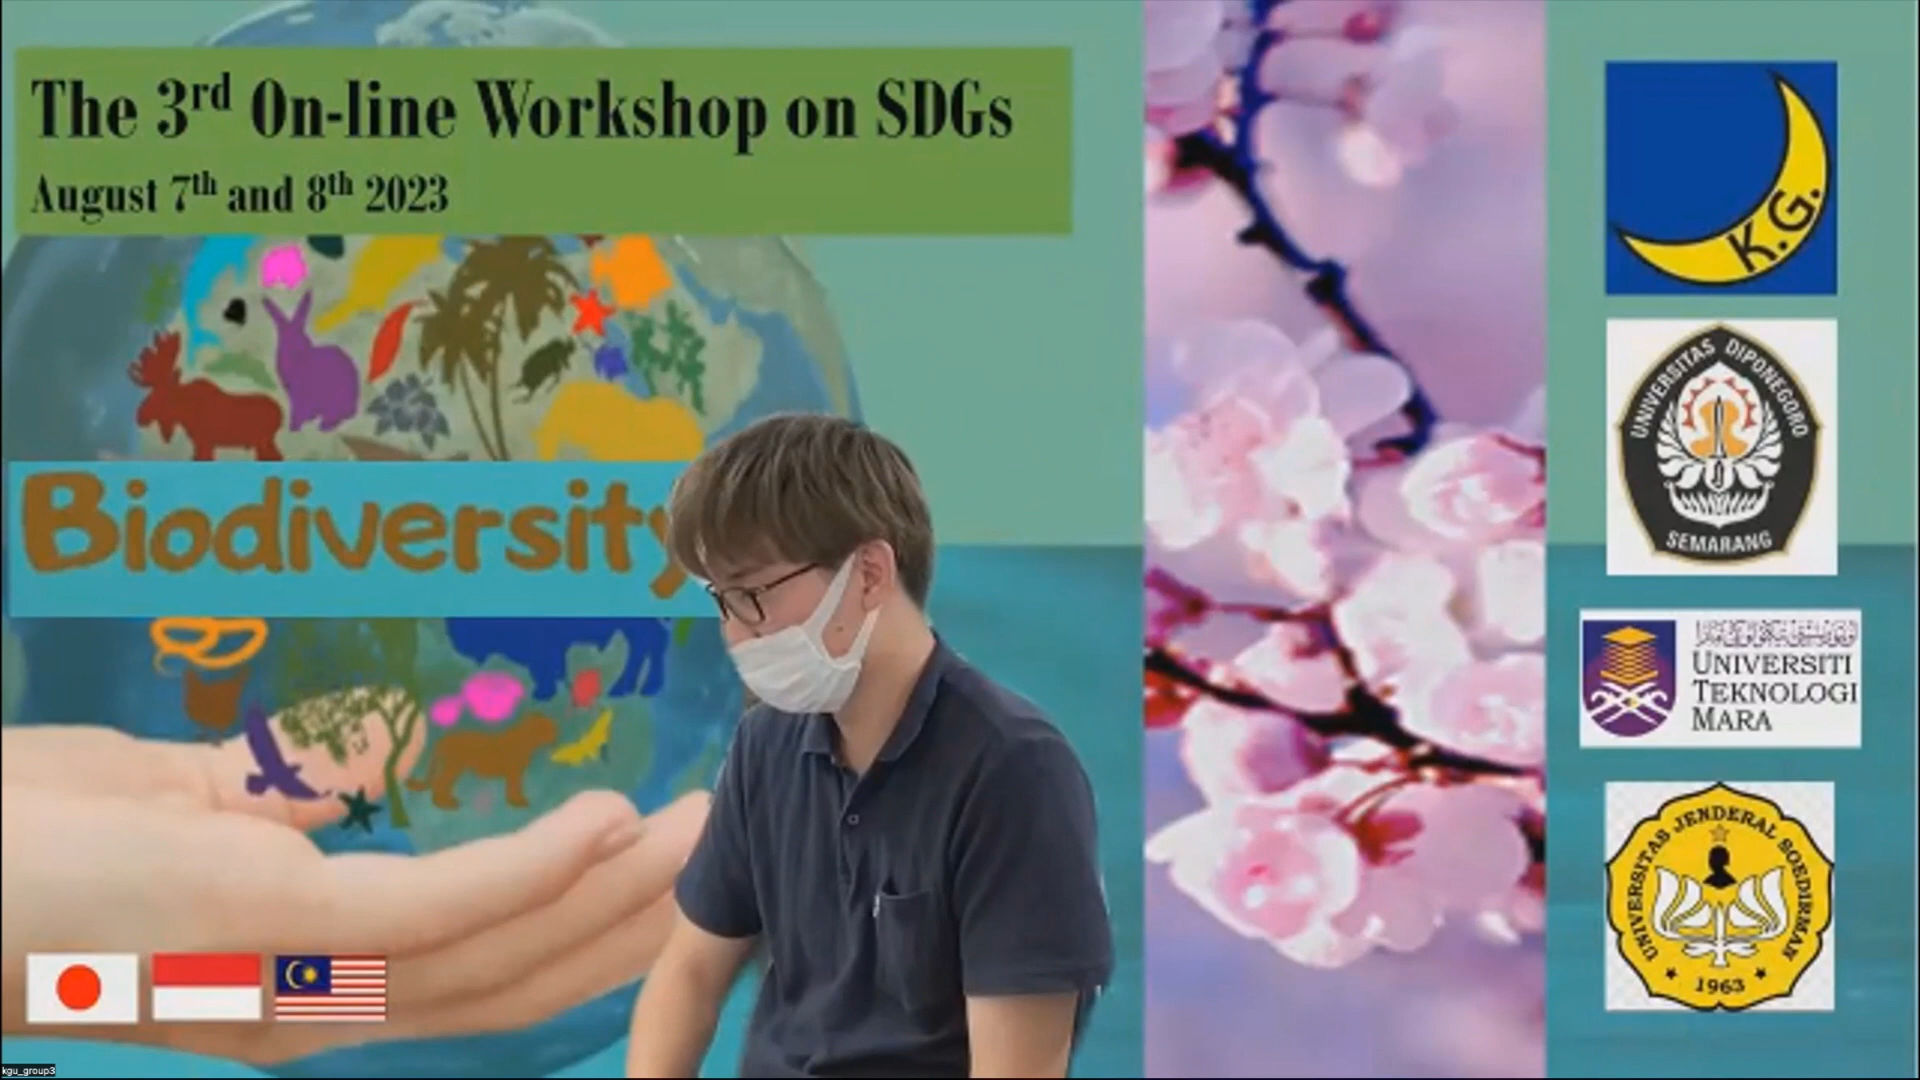 The 3rd On-line Workshop on SDGs
August 7th and 8th 2023
Biodiversity
K.G.
UNIVERSITAS DIPONEGORO
SEMARANG
UNIVERSITI
TEKNOLOGI
MARA
UNIVERSITAS JENDERAL SOEDIRMAN
1963
kgu_group3